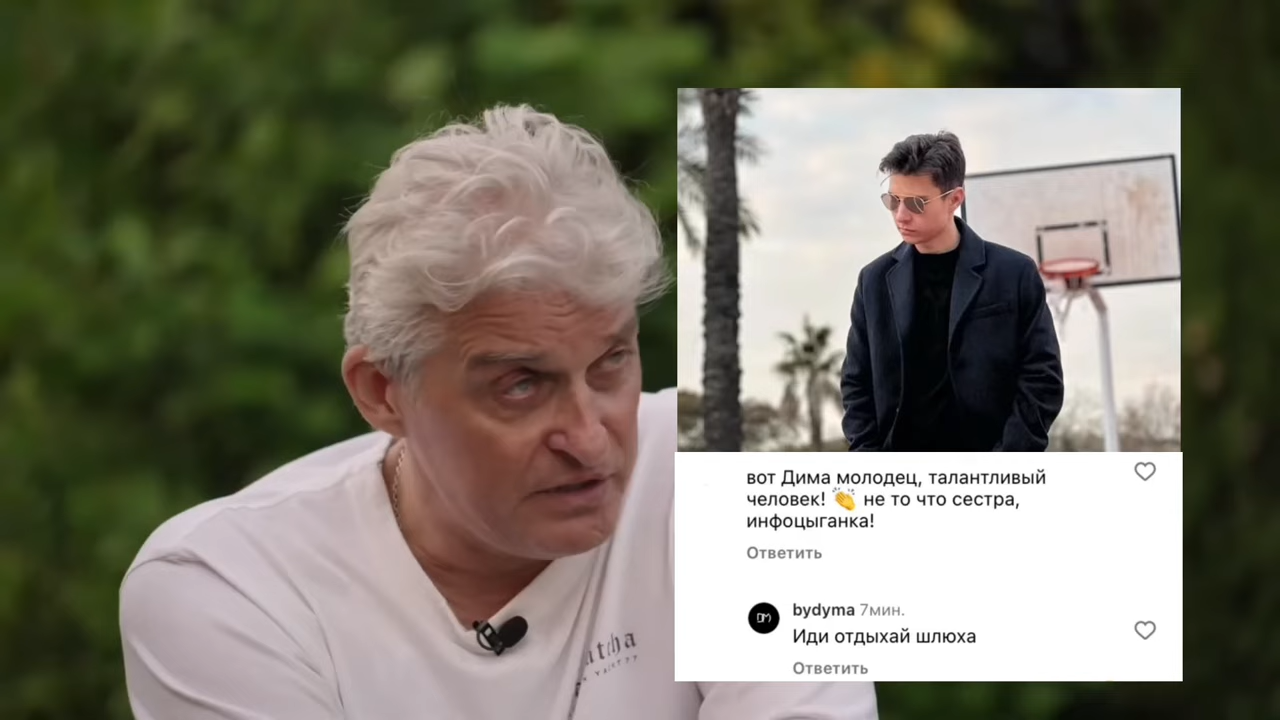 вот Дима молодец, талантливый
человек! 👏 не то что сестра,
инфоцыганка!
Ответить
bydyma 7мин.
Иди отдыхай шлюха
Ответить